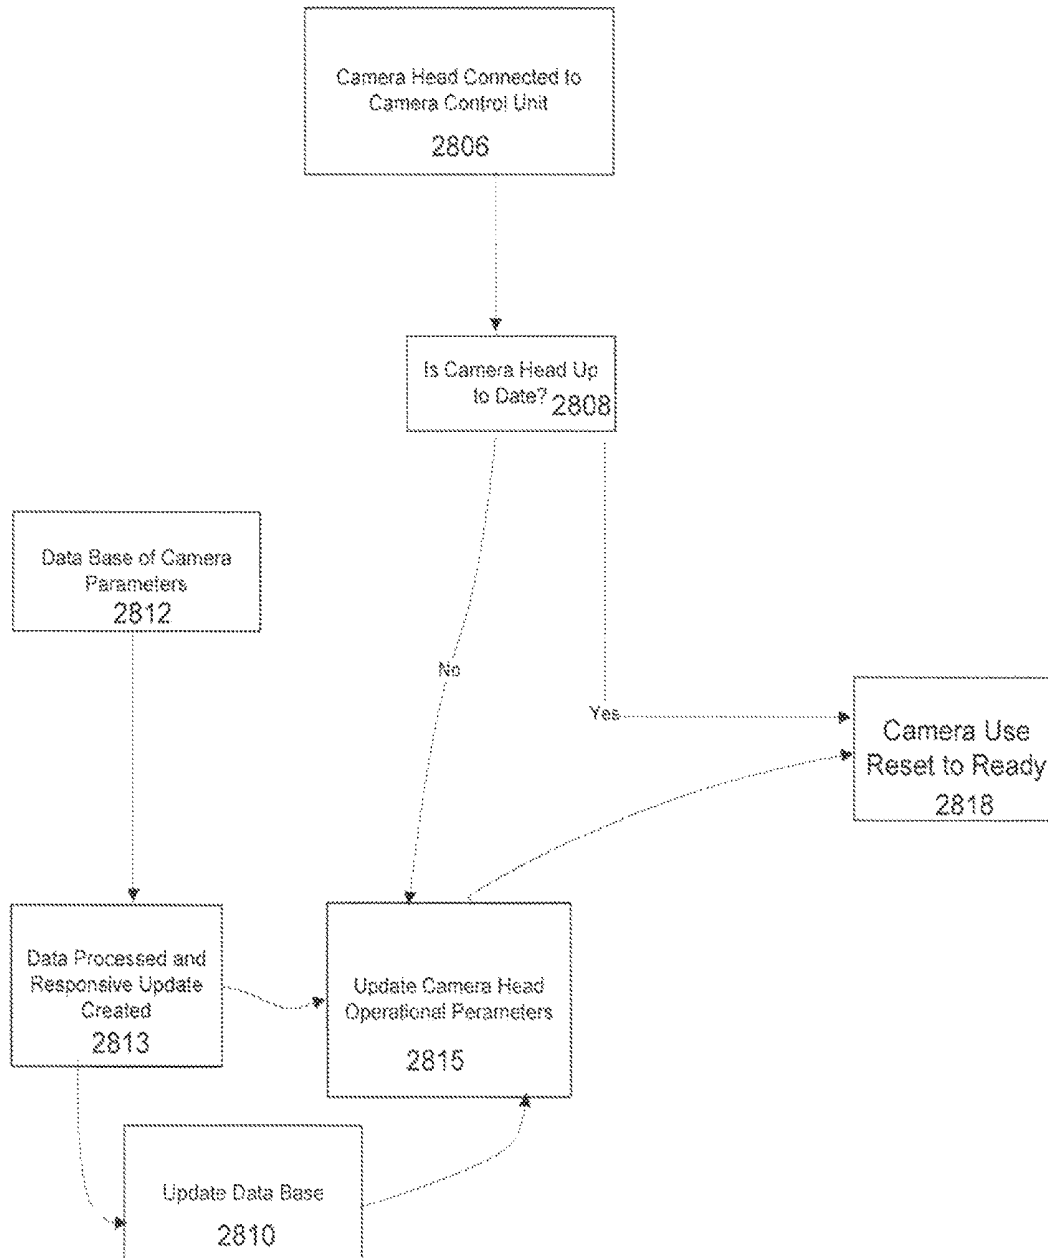 Camera Head Connected to
Camera Control Unit
2806
Is Camera Head Up
to Date? 2808
Data Base of Camera
Parameters
2812
No
Yes
Camera Use
Reset to Ready
2818
Data Processed and
Responsive Update
Created
2813
Update Camera Head
Operational Perameters
2815
Update Data Base
2810